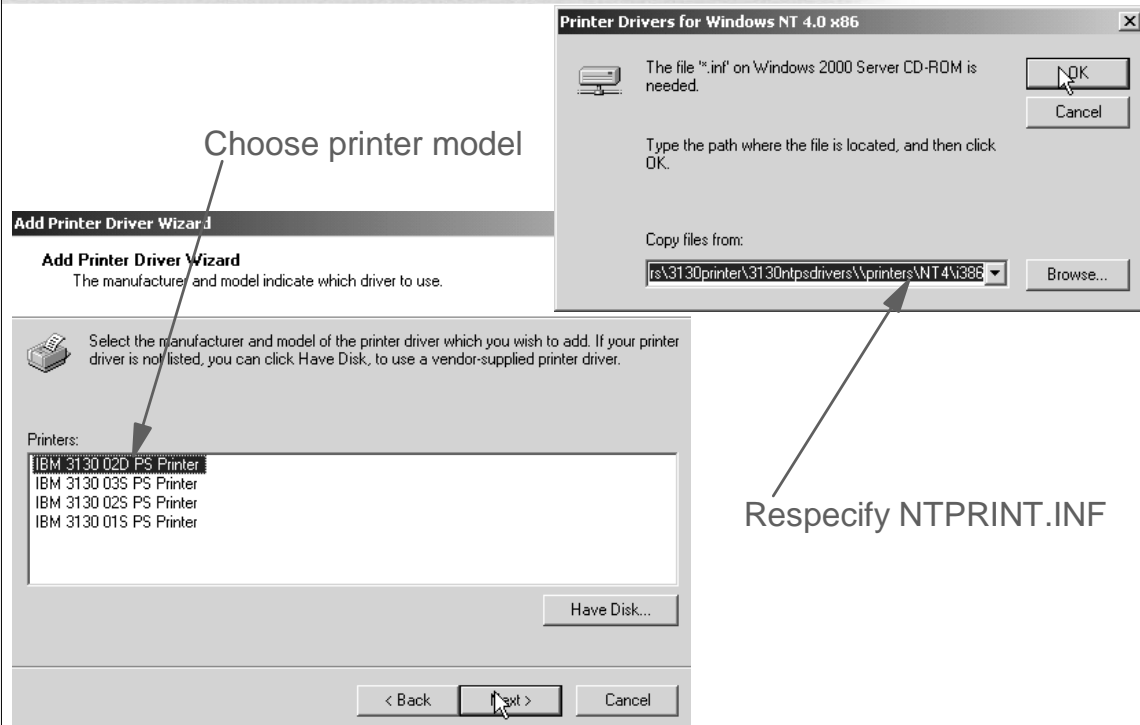 Printer Drivers for Windows NT 4.0 x86
The file '*.inf' on Windows 2000 Server CD-ROM is
needed.
OK
Cancel
Type the path where the file is located, and then click
OK.
Copy files from:
rs\3130printer\3130ntpsdrivers\\printers\NT4\i386
Browse...
Choose printer model
Add Printer Driver Wizard
Add Printer Driver Wizard
The manufacturer and model indicate which driver to use.
Select the manufacturer and model of the printer driver which you wish to add. If your printer
driver is not listed, you can click Have Disk, to use a vendor-supplied printer driver.
Printers:
IBM 3130 02D PS Printer
IBM 3130 03S PS Printer
IBM 3130 02S PS Printer
IBM 3130 01S PS Printer
Respecify NTPRINT.INF
Have Disk...
< Back
Next >
Cancel